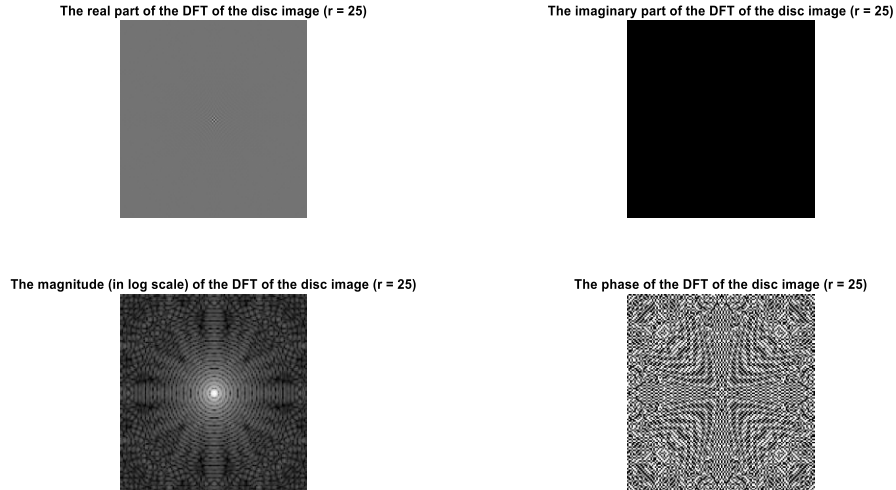 The real part of the DFT of the disc image (r = 25)
The imaginary part of the DFT of the disc image (r = 25)
The magnitude (in log scale) of the DFT of the disc image (r = 25)
The phase of the DFT of the disc image (r = 25)